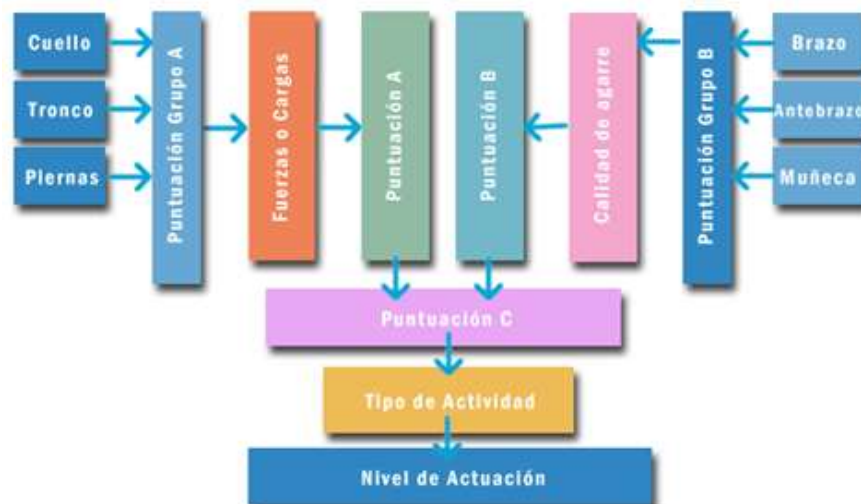 Cuello
Tronco
Piernas
Puntuación Grupo A
Fuerzas o Cargas
Puntuación A
Puntuación B
Calidad de agarre
Puntuación Grupo B
Brazo
Antebrazo
Muñeca
Puntuación C
Tipo de Actividad
Nivel de Actuación